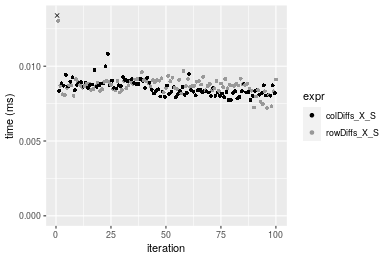 time (ms)
0.010
0.005
0.000
0
25
50
75
100
iteration
expr
colDiffs_X_S
rowDiffs_X_S